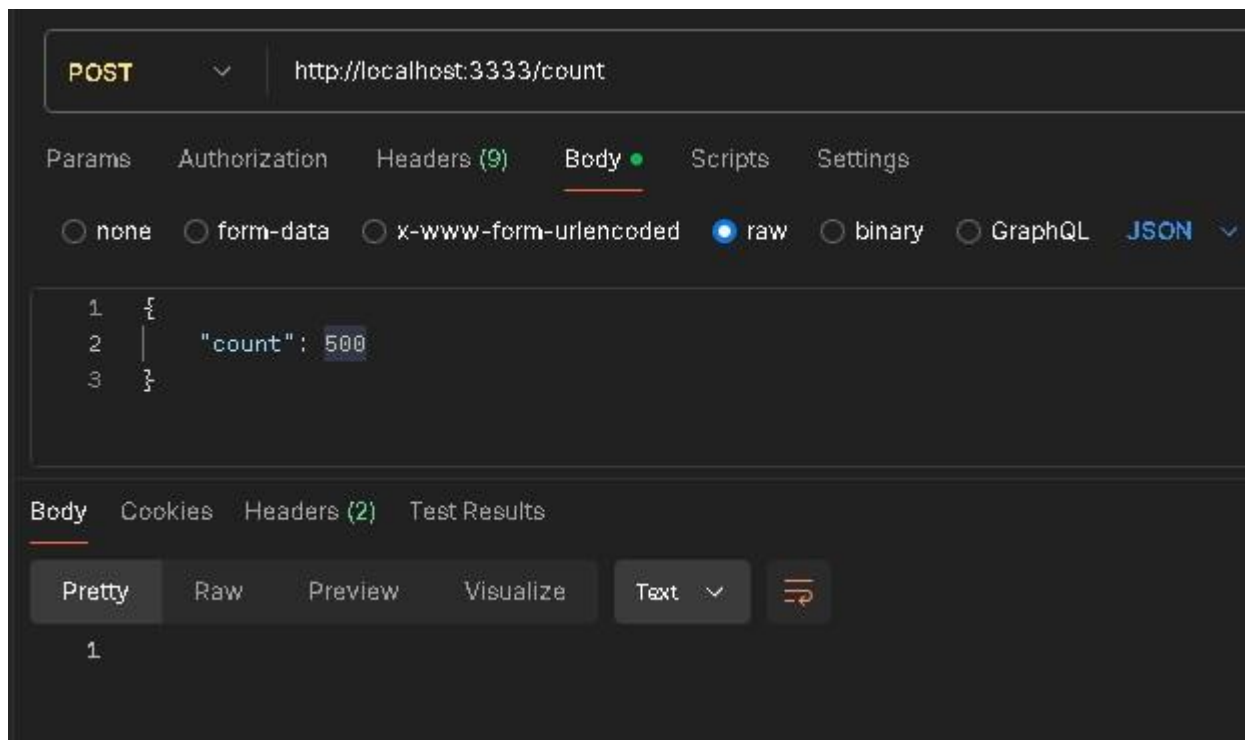 POST http://localhost:3333/count
Params Authorization Headers (9) Body Scripts Settings
none form-data x-www-form-urlencoded raw binary GraphQL JSON
1 {
2 "count": 500
3 }
Body Cookies Headers (2) Test Results
Pretty Raw Preview Visualize Text
1